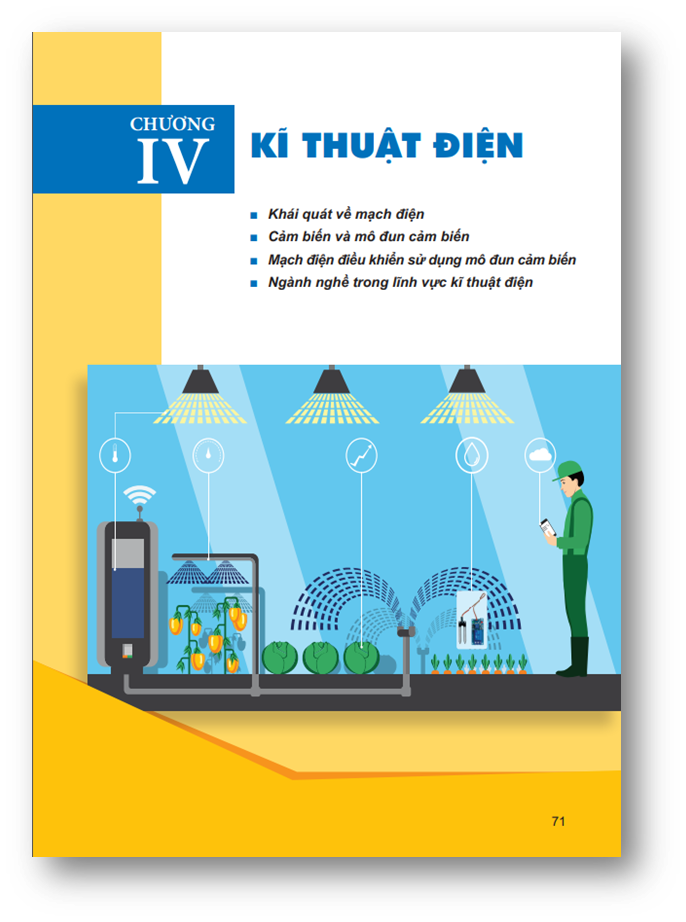 CHƯƠNG
IV
KĨ THUẬT ĐIỆN
Khái quát về mạch điện
Cảm biến và mô đun cảm biến
Mạch điện điều khiển sử dụng mô đun cảm biến
Ngành nghề trong lĩnh vực kĩ thuật điện
71